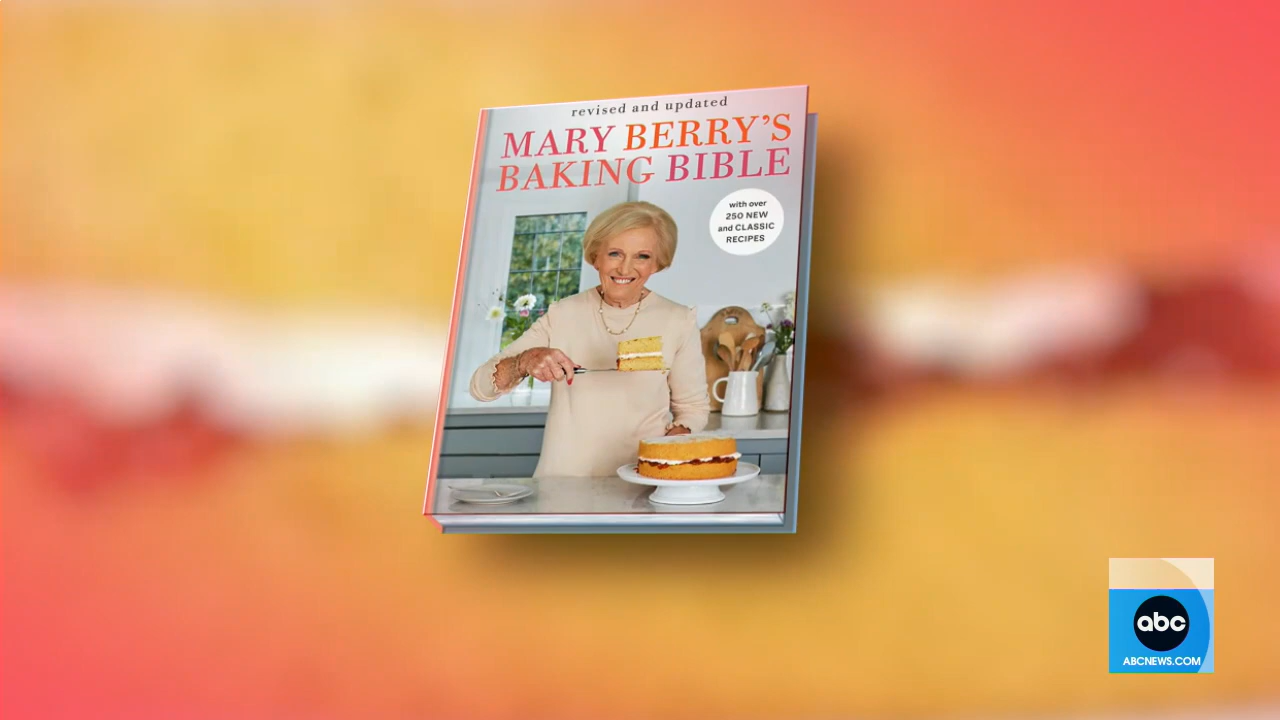 revised and updated
MARY BERRY'S
BAKING BIBLE
with over
250 NEW
and CLASSIC
RECIPES
abc
ABCNEWS.COM